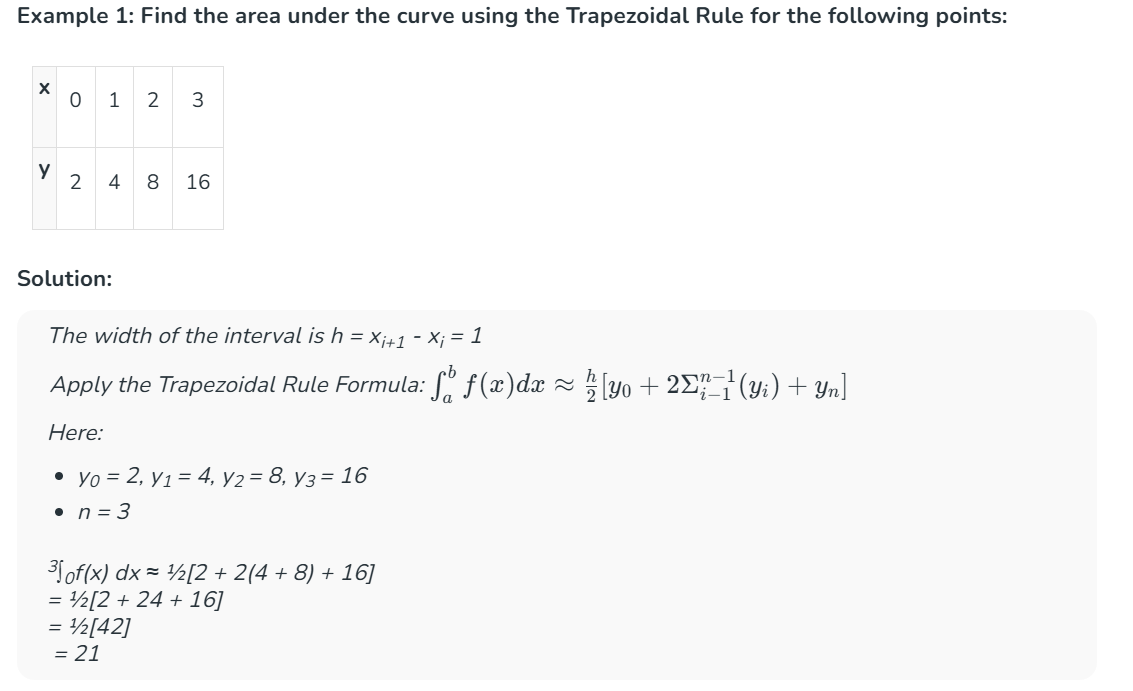 Example 1: Find the area under the curve using the Trapezoidal Rule for the following points:
x 0 1 2 3
y 2 4 8 16
Solution:
The width of the interval is h = xᵢ₊₁ - xᵢ = 1
Apply the Trapezoidal Rule Formula: ∫ₐᵇ f(x)dx ≈ h/2 [y₀ + 2Σᵢ₋₁ⁿ⁻¹(yᵢ) + yₙ]
Here:
• y₀ = 2, y₁ = 4, y₂ = 8, y₃ = 16
• n = 3
³∫₀f(x) dx ≈ ½[2 + 2(4 + 8) + 16]
= ½[2 + 24 + 16]
= ½[42]
= 21